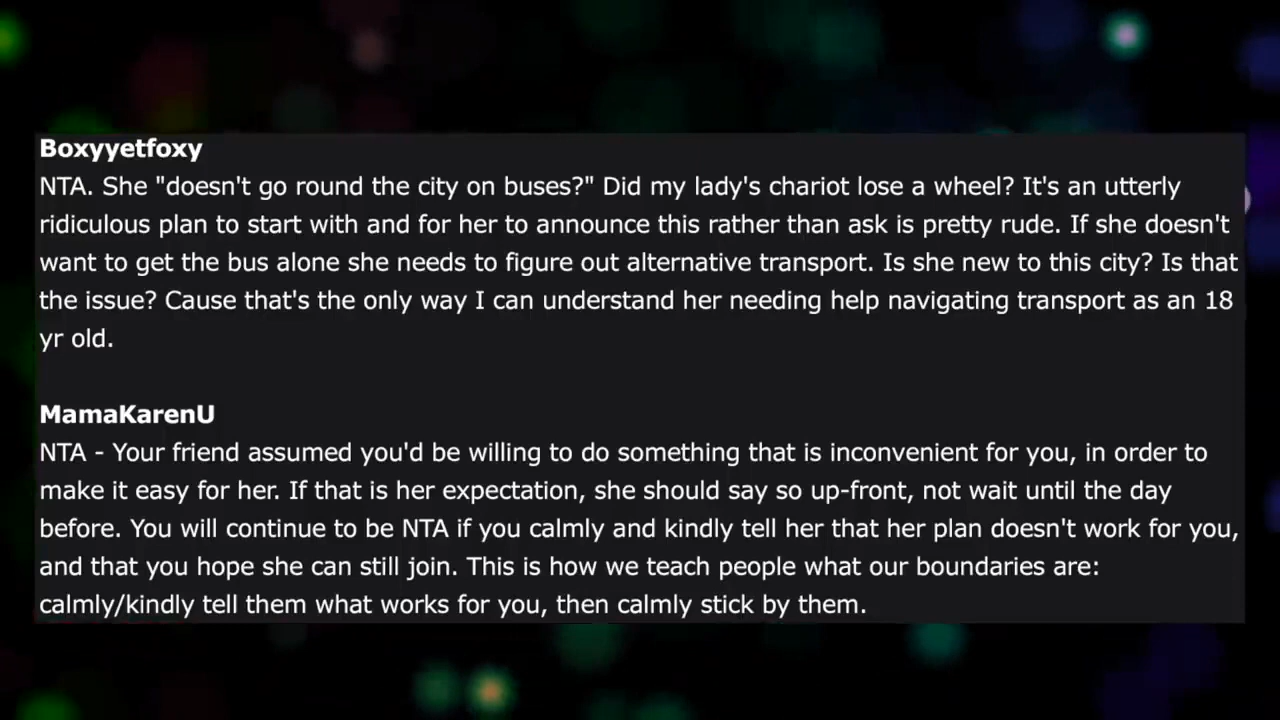 Boxyyetfoxy
NTA. She "doesn't go round the city on buses?" Did my lady's chariot lose a wheel? It's an utterly
ridiculous plan to start with and for her to announce this rather than ask is pretty rude. If she doesn't
want to get the bus alone she needs to figure out alternative transport. Is she new to this city? Is that
the issue? Cause that's the only way I can understand her needing help navigating transport as an 18
yr old.
MamaKarenU
NTA - Your friend assumed you'd be willing to do something that is inconvenient for you, in order to
make it easy for her. If that is her expectation, she should say so up-front, not wait until the day
before. You will continue to be NTA if you calmly and kindly tell her that her plan doesn't work for you,
and that you hope she can still join. This is how we teach people what our boundaries are:
calmly/kindly tell them what works for you, then calmly stick by them.